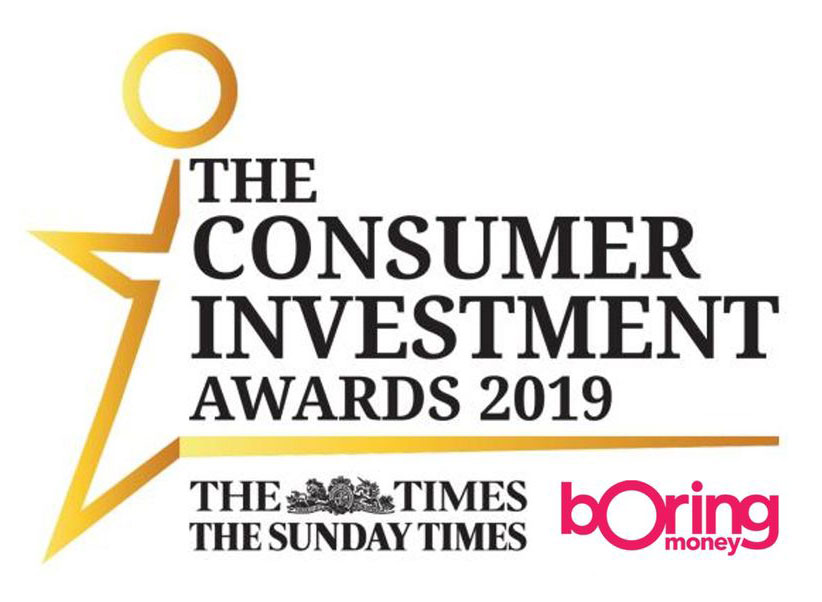 THE
CONSUMER
INVESTMENT
AWARDS 2019
THE TIMES
THE SUNDAY TIMES
bOring
money